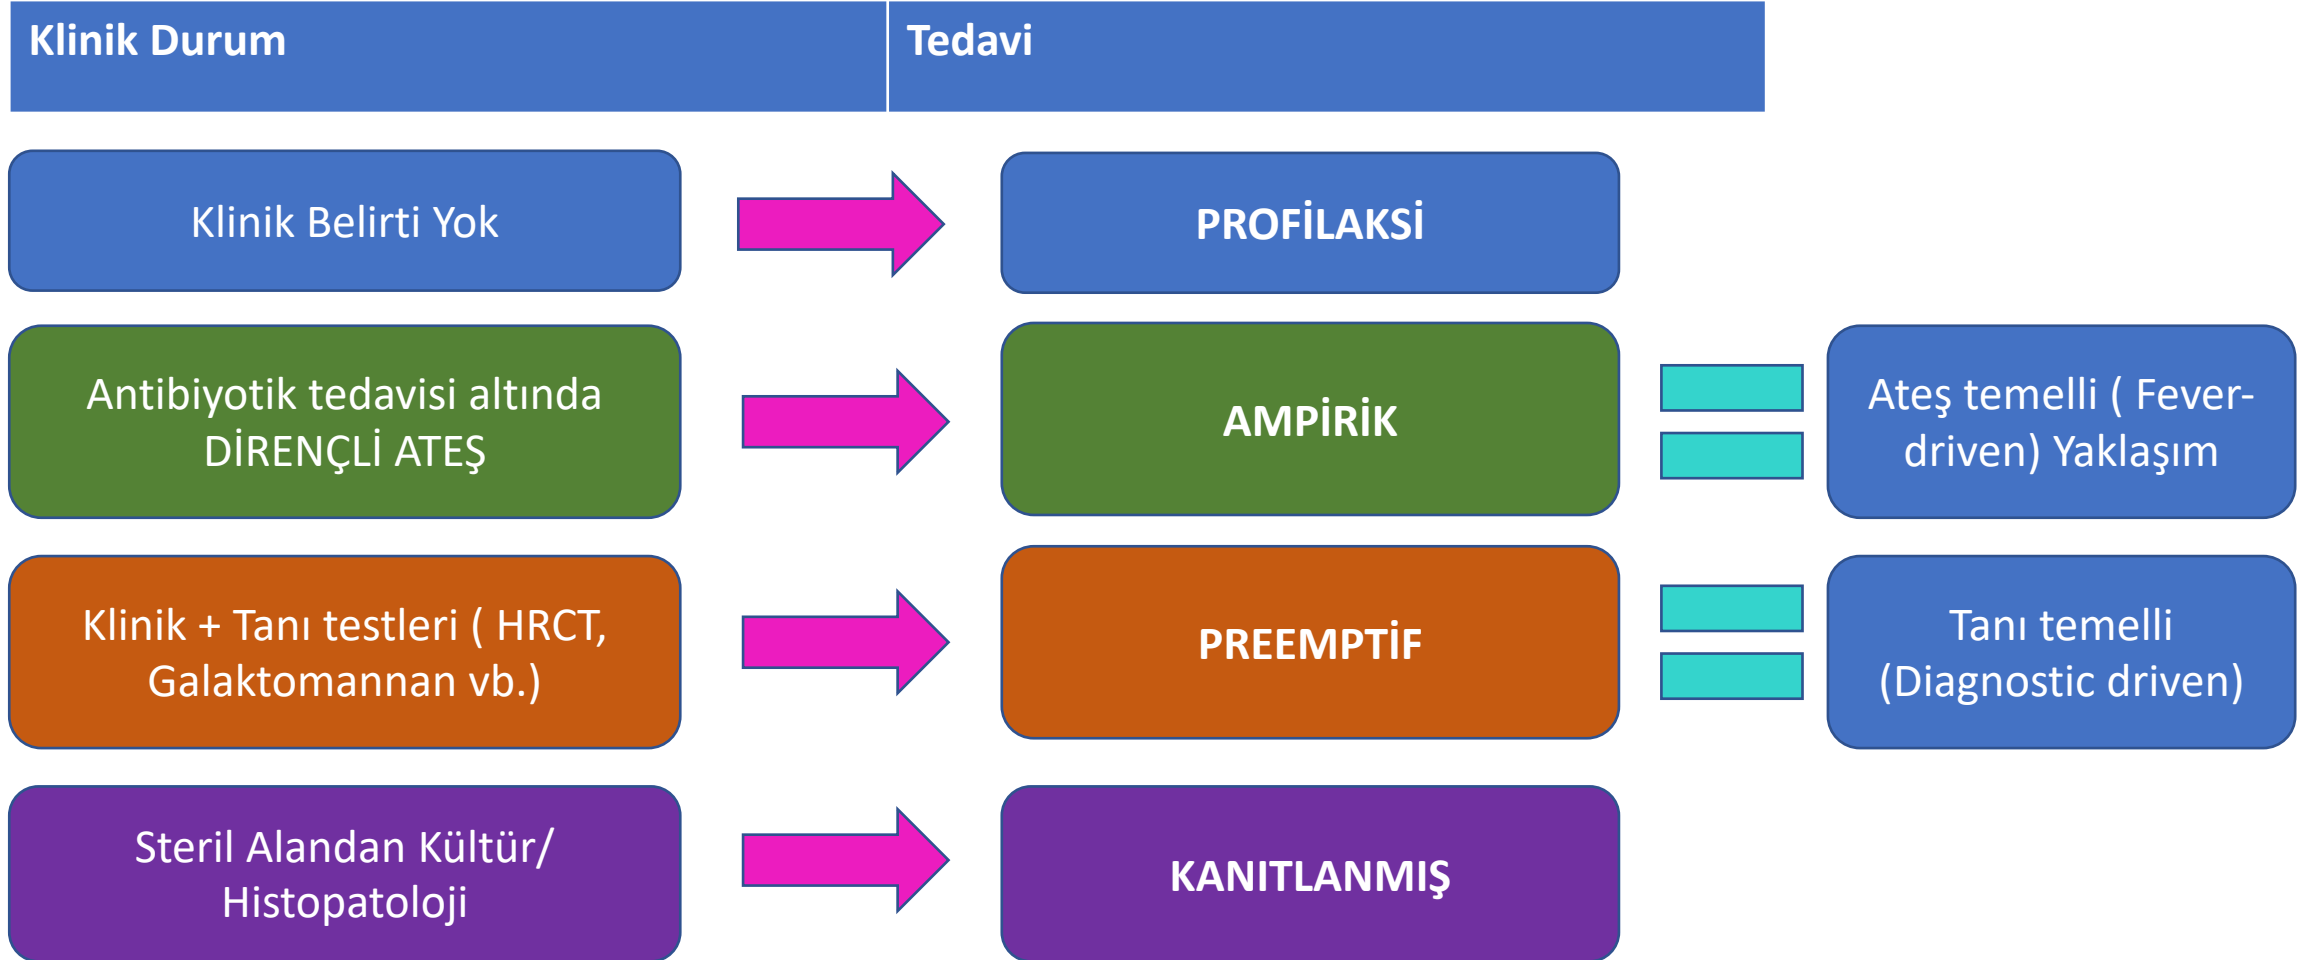 Klinik Durum
Tedavi
Klinik Belirti Yok
PROFİLAKSİ
Antibiyotik tedavisi altında
DİRENÇLİ ATEŞ
AMPİRİK
Ateş temelli ( Fever-
driven) Yaklaşım
Klinik + Tanı testleri ( HRCT,
Galaktomannan vb.)
PREEMPTİF
Tanı temelli
(Diagnostic driven)
Steril Alandan Kültür/
Histopatoloji
KANITLANMIŞ